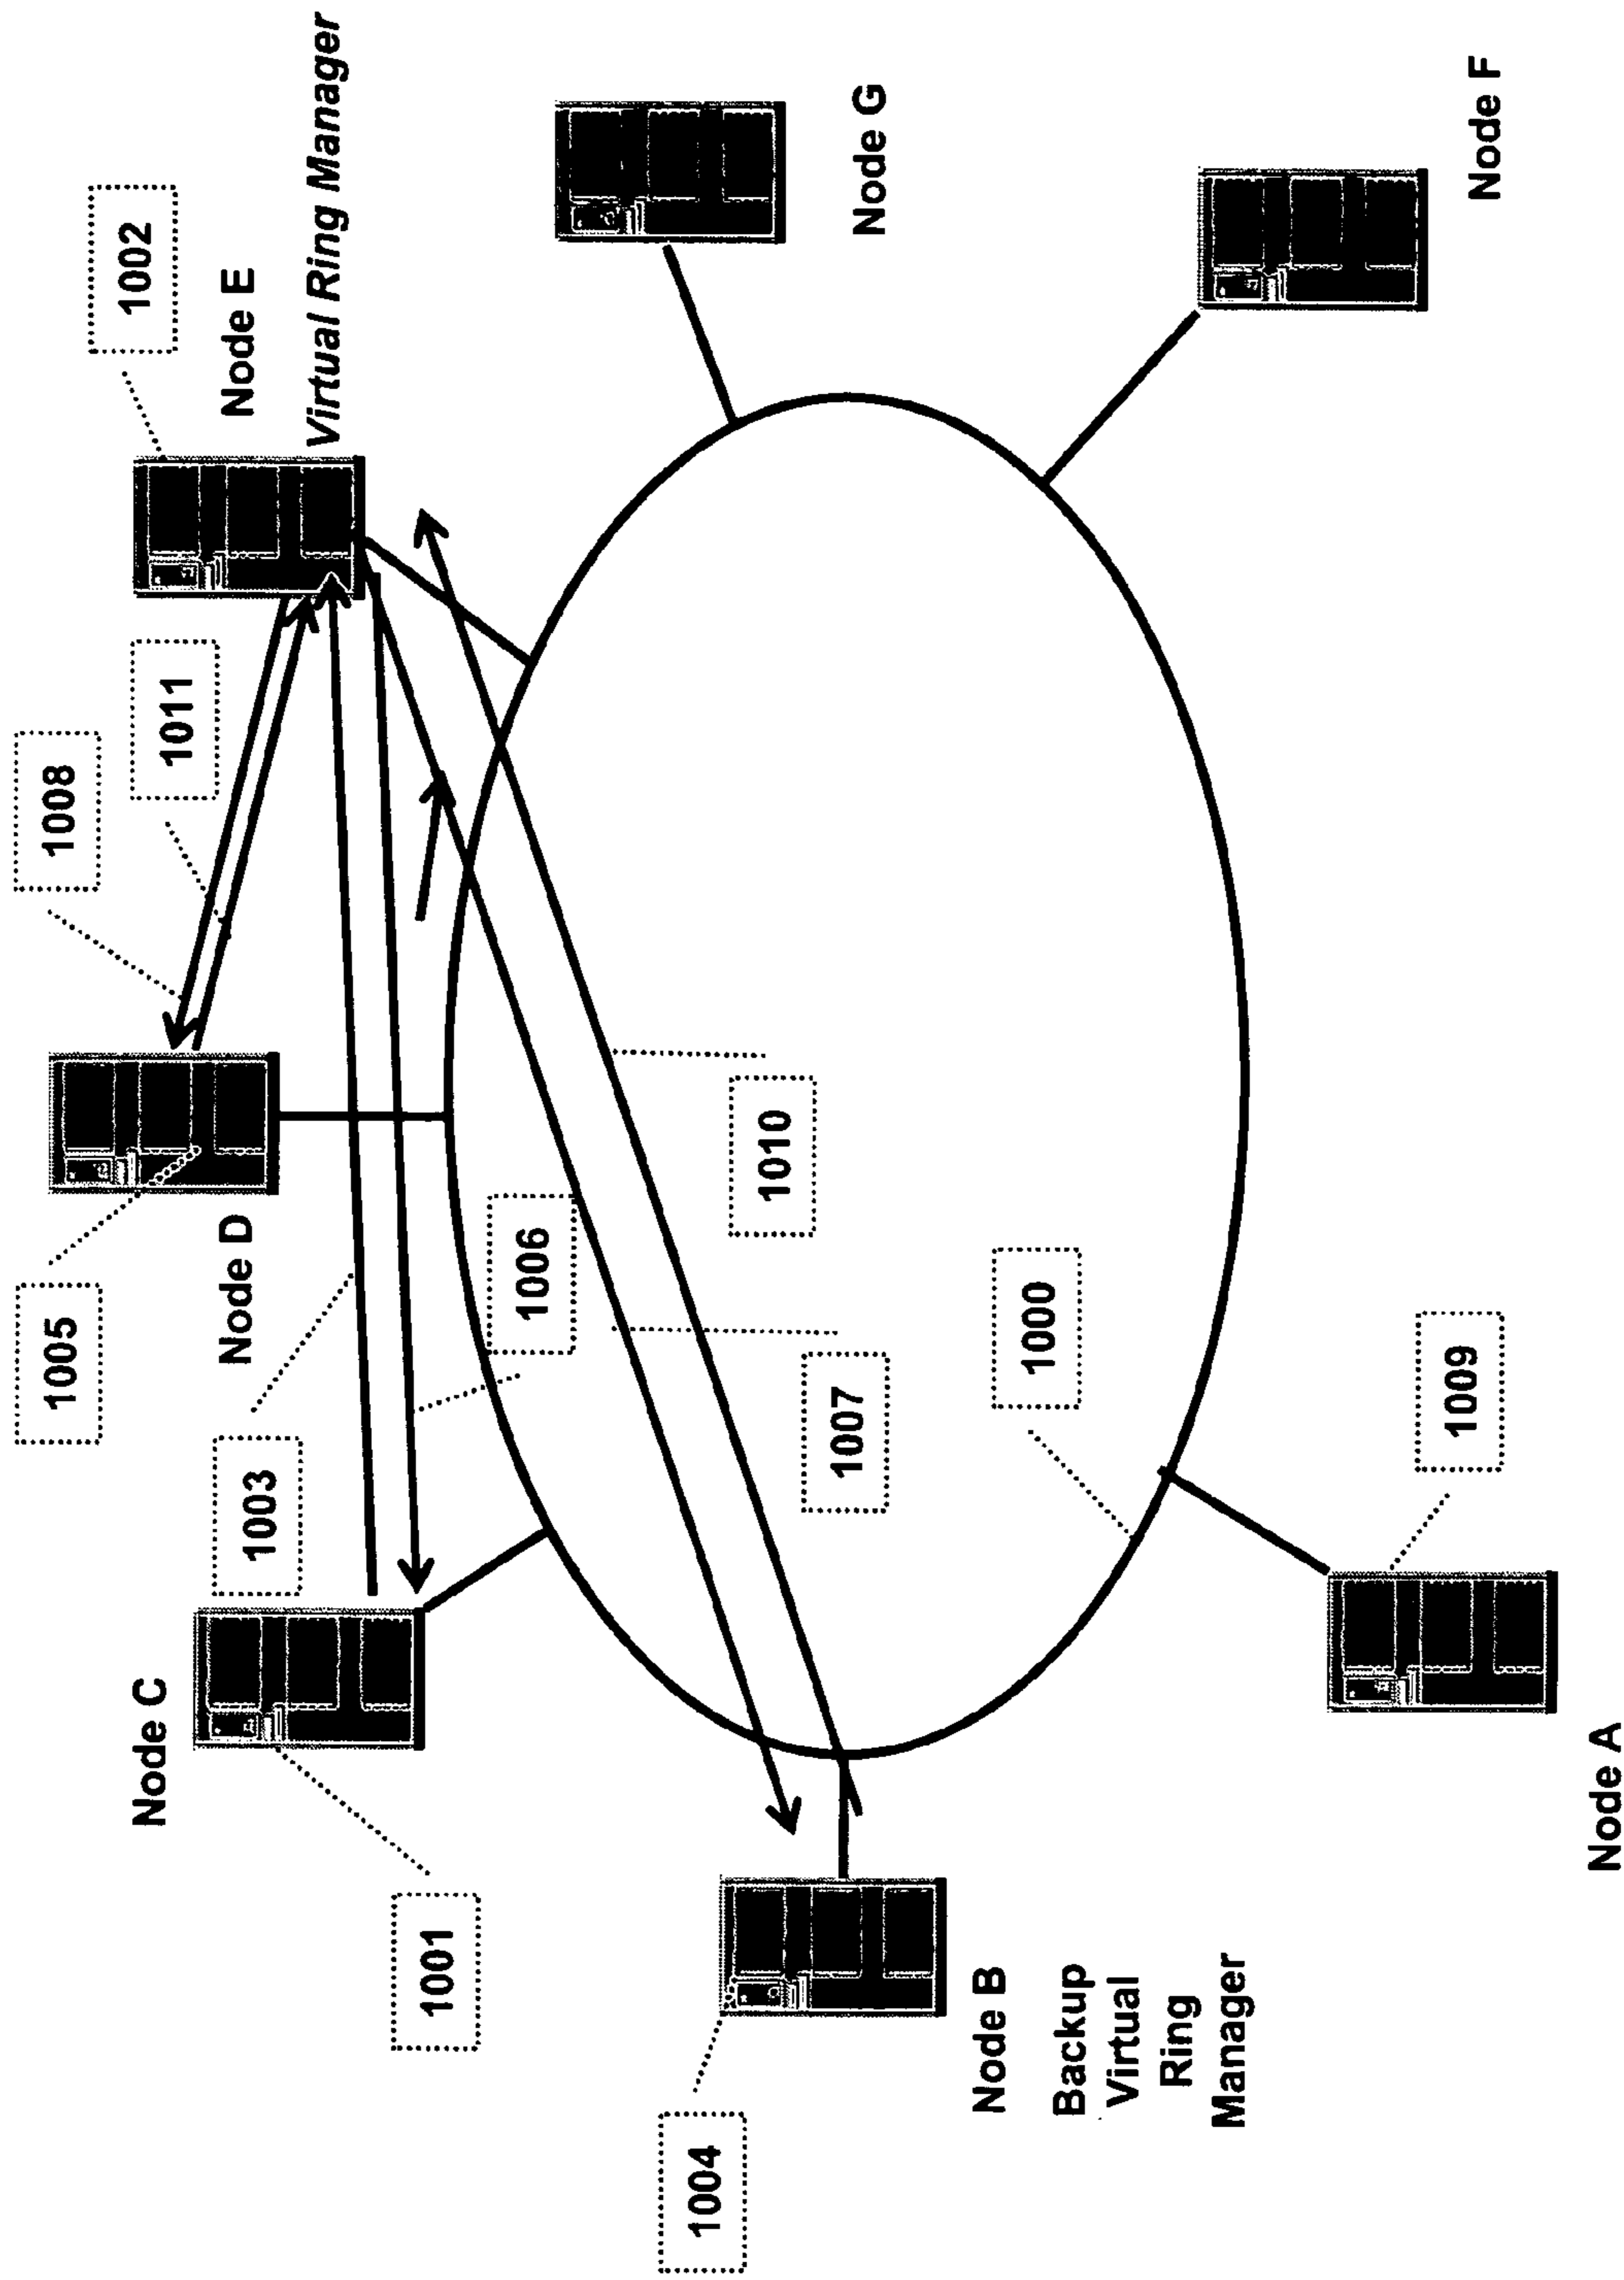 1005
1008
1002
Node C
1011
Node D
Node E
1003
Virtual Ring Manager
1001
1006
1004
1010
1007
Node G
Node B
1000
Backup
Virtual
Ring
Manager
1009
Node F
Node A